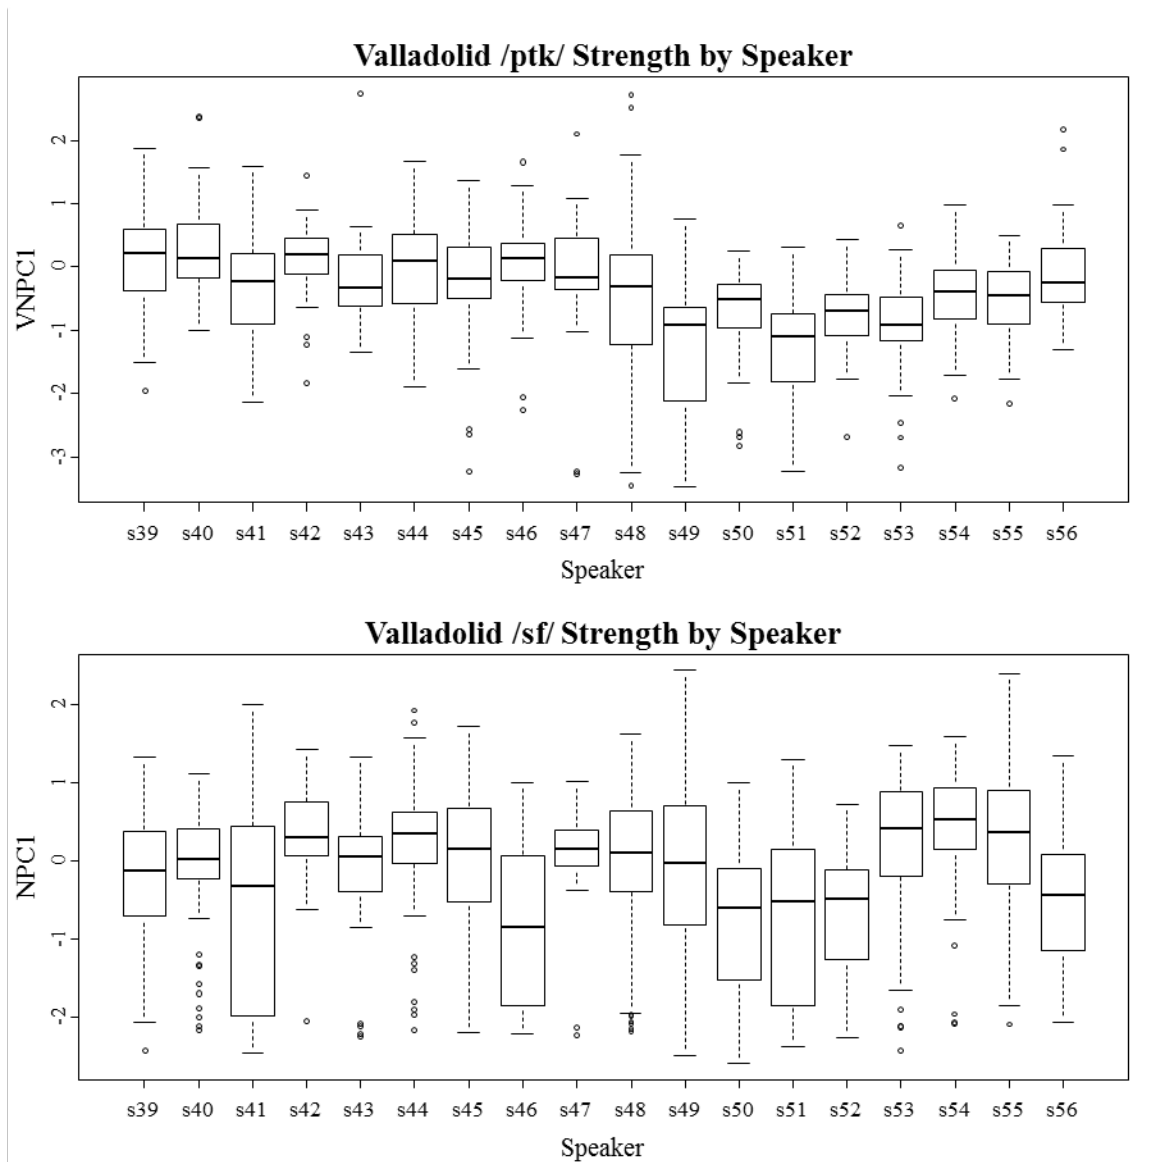 Valladolid /ptk/ Strength by Speaker
VNPC1
2
1
0
-1
-2
-3
s39 s40 s41 s42 s43 s44 s45 s46 s47 s48 s49 s50 s51 s52 s53 s54 s55 s56
Speaker
Valladolid /sf/ Strength by Speaker
NPC1
2
1
0
-1
-2
s39 s40 s41 s42 s43 s44 s45 s46 s47 s48 s49 s50 s51 s52 s53 s54 s55 s56
Speaker